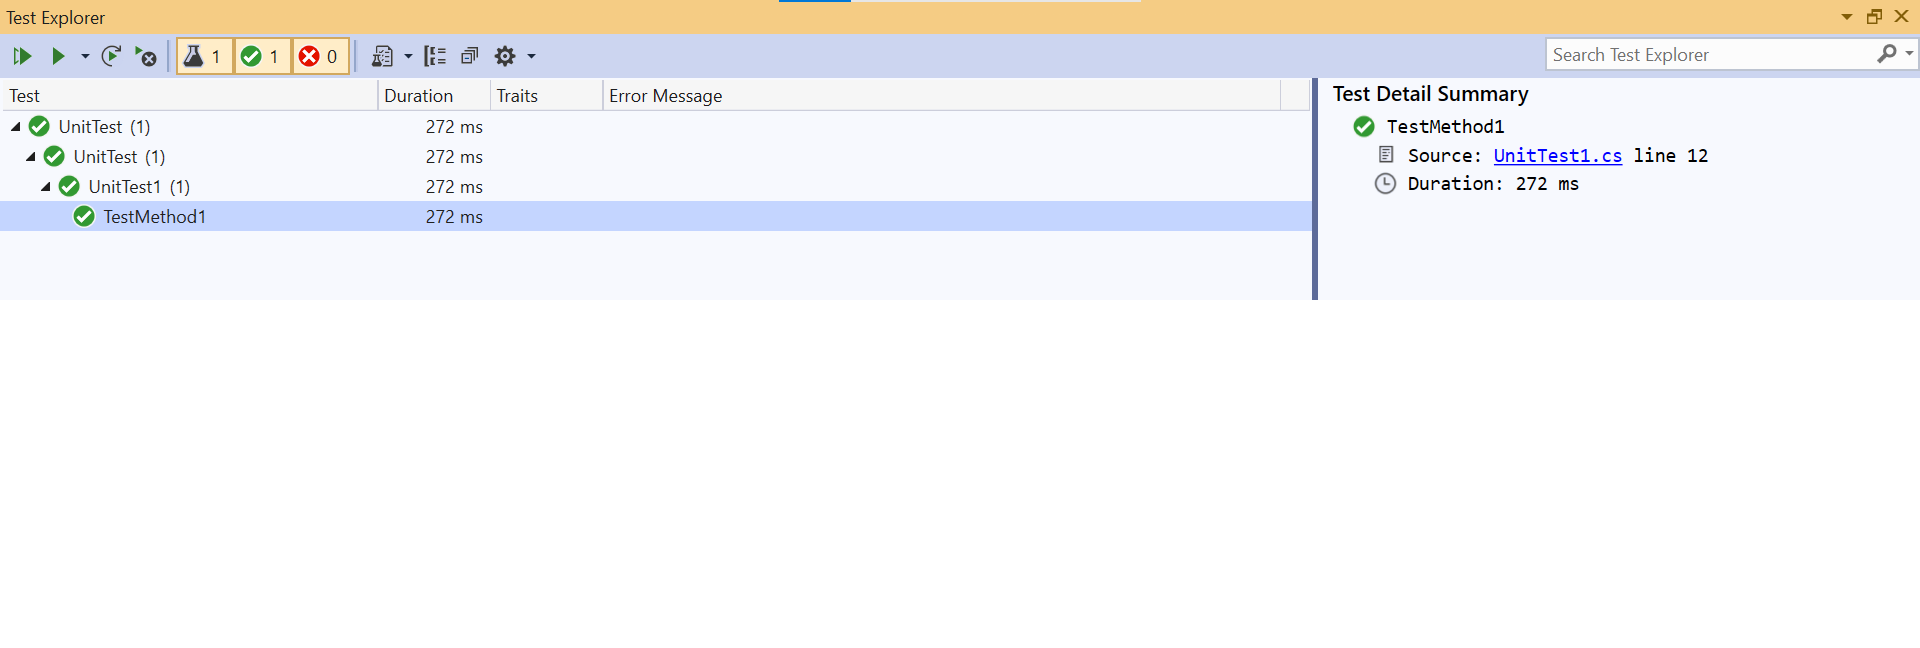 Test Explorer
1 1 0
Search Test Explorer
Test Duration Traits Error Message
UnitTest (1) 272 ms
UnitTest (1) 272 ms
UnitTest1 (1) 272 ms
TestMethod1 272 ms
Test Detail Summary
TestMethod1
Source: UnitTest1.cs line 12
Duration: 272 ms